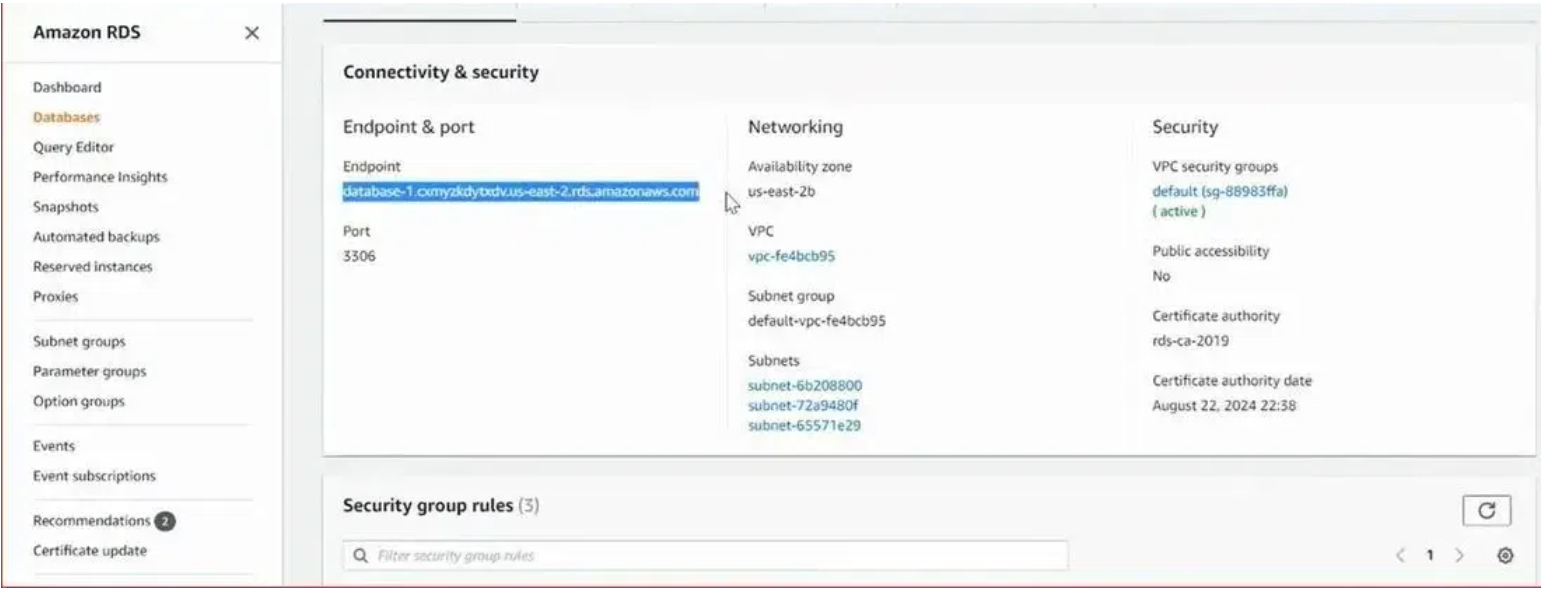 Amazon RDS
Dashboard
Databases
Query Editor
Performance Insights
Snapshots
Automated backups
Reserved instances
Proxies
Subnet groups
Parameter groups
Option groups
Events
Event subscriptions
Recommendations 2
Certificate update
Connectivity & security
Endpoint & port
Endpoint
database-1.cxmyzkdytxdv.us-east-2.rds.amazonaws.com
Port
3306
Networking
Availability zone
us-east-2b
VPC
vpc-fe4bcb95
Subnet group
default-vpc-fe4bcb95
Subnets
subnet-6b208800
subnet-72a9480f
subnet-65571e29
Security
VPC security groups
default (sg-88983ffa)
( active )
Public accessibility
No
Certificate authority
rds-ca-2019
Certificate authority date
August 22, 2024 22:38
Security group rules (3)
Filter security group rules
1